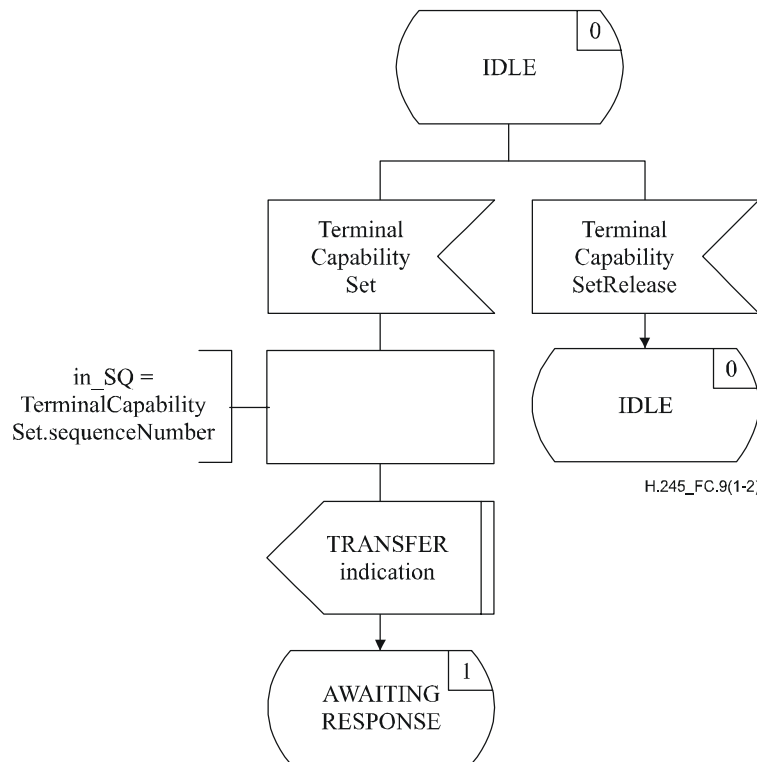 0
IDLE
Terminal
Capability
Set
Terminal
Capability
SetRelease
in_SQ =
TerminalCapability
Set.sequenceNumber
0
IDLE
H.245_FC.9(1-2)
TRANSFER
indication
1
AWAITING
RESPONSE